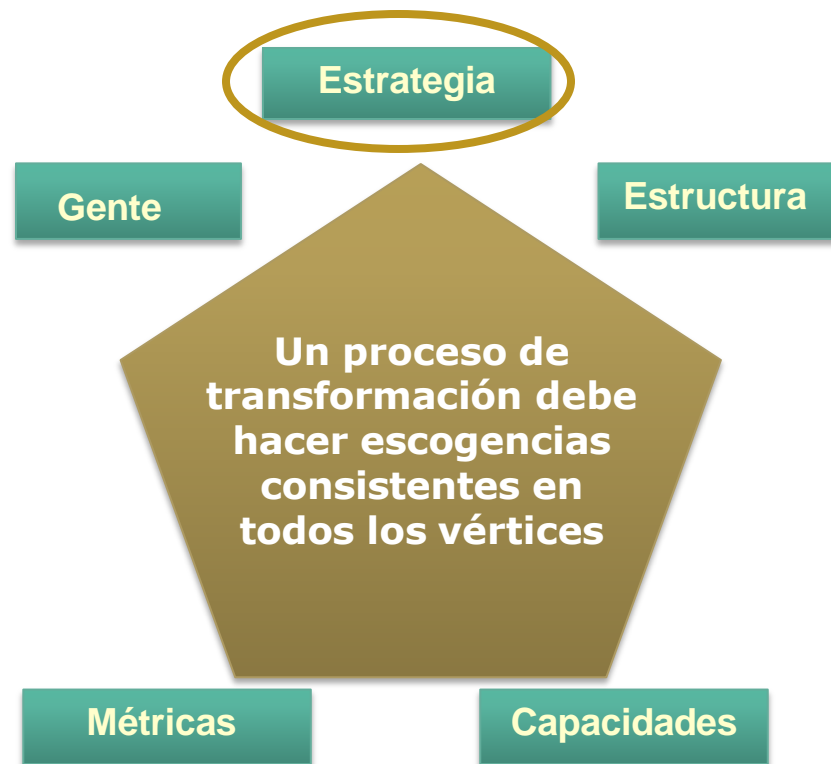 Estrategia
Gente
Estructura
Un proceso de
transformación debe
hacer escogencias
consistentes en
todos los vértices
Métricas
Capacidades